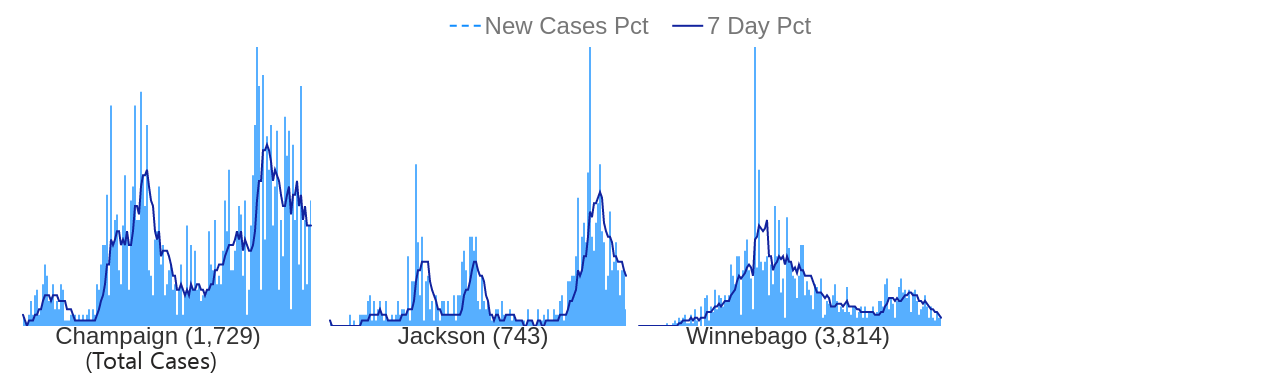 New Cases Pct 7 Day Pct
Champaign (1,729) Jackson (743) Winnebago (3,814)
(Total Cases)